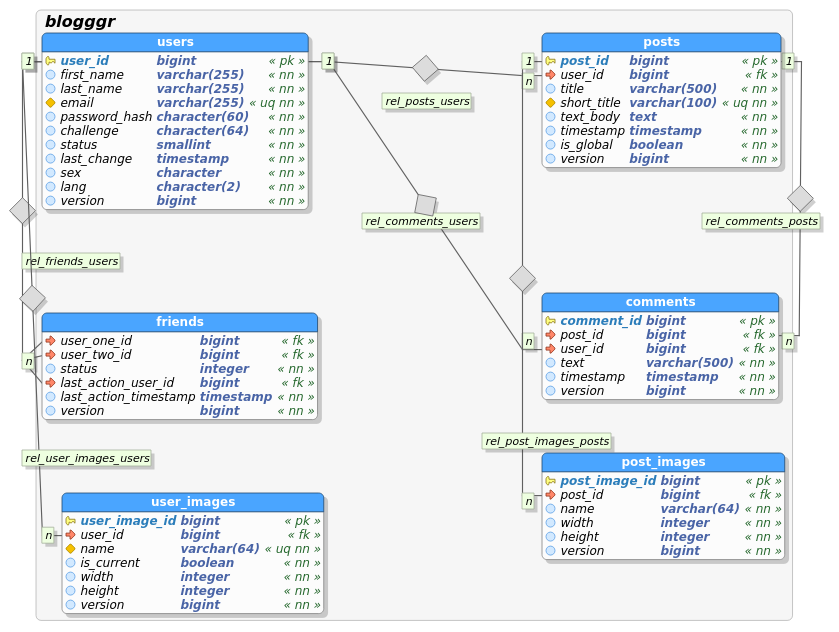 blogggr
users
user_id bigint « pk »
first_name varchar(255) « nn »
last_name varchar(255) « nn »
email varchar(255) « uq nn »
password_hash character(60) « nn »
challenge character(64) « nn »
status smallint « nn »
last_change timestamp « nn »
sex character « nn »
lang character(2) « nn »
version bigint « nn »
1
1
rel_posts_users
rel_comments_users
posts
post_id bigint « pk »
user_id bigint « fk »
title varchar(500) « nn »
short_title varchar(100) « uq nn »
text_body text « nn »
timestamp timestamp « nn »
is_global boolean « nn »
version bigint « nn »
1
n
1
rel_comments_posts
rel_friends_users
friends
user_one_id bigint « fk »
user_two_id bigint « fk »
status integer « nn »
last_action_user_id bigint « fk »
last_action_timestamp timestamp « nn »
version bigint « nn »
n
comments
comment_id bigint « pk »
post_id bigint « fk »
user_id bigint « fk »
text varchar(500) « nn »
timestamp timestamp « nn »
version bigint « nn »
n
n
rel_user_images_users
rel_post_images_posts
user_images
user_image_id bigint « pk »
user_id bigint « fk »
name varchar(64) « uq nn »
is_current boolean « nn »
width integer « nn »
height integer « nn »
version bigint « nn »
n
post_images
post_image_id bigint « pk »
post_id bigint « fk »
name varchar(64) « nn »
width integer « nn »
height integer « nn »
version bigint « nn »
n